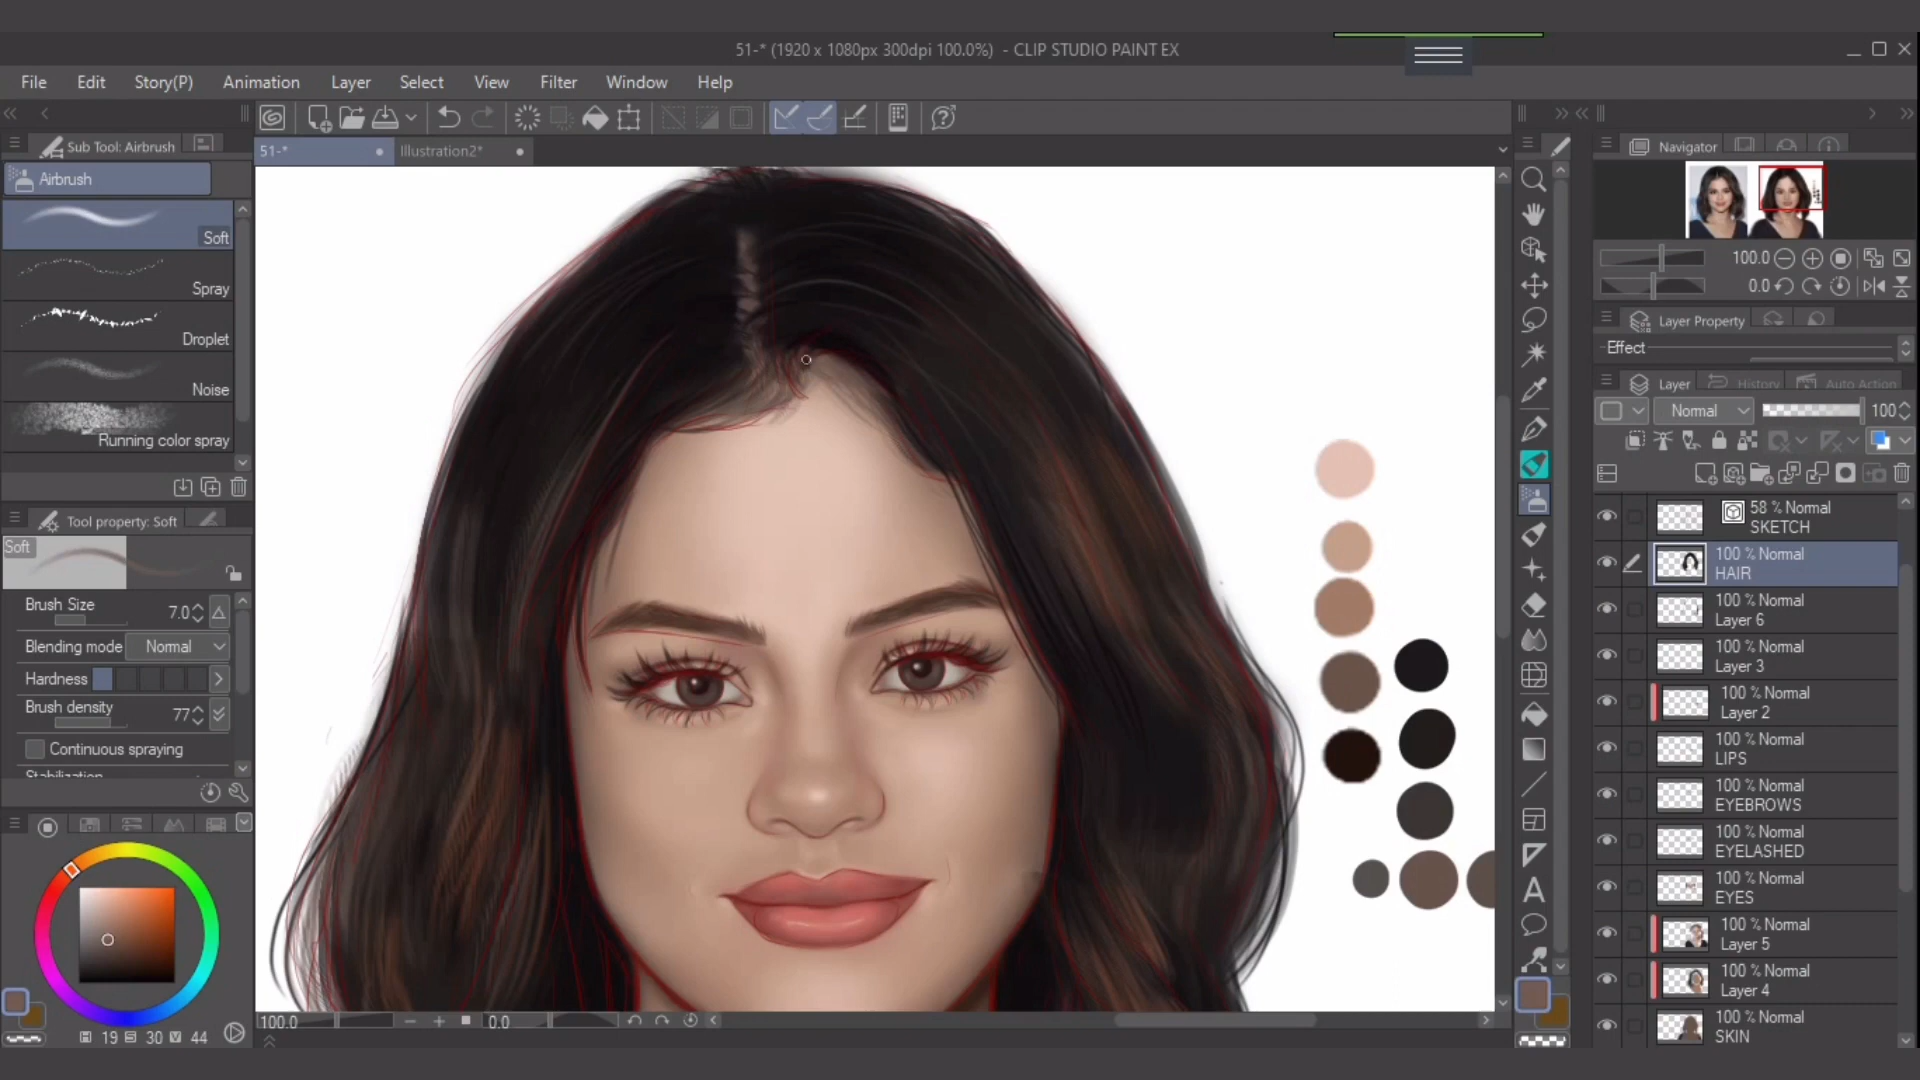 51-* (1920 x 1080px 300dpi 100.0%) - CLIP STUDIO PAINT EX
File Edit Story(P) Animation Layer Select View Filter Window Help
Sub Tool: Airbrush
51-*
Illustration2*
Airbrush
Soft
Spray
Droplet
Noise
Running color spray
Tool property: Soft
Soft
Brush Size 7.0
Blending mode Normal
Hardness
Brush density 77
Continuous spraying
Stabilization
19 S 30 V 44
100.0 0.0
A
Navigator
100.0
0.0
Layer Property
Effect
Layer History Auto Action
Normal 100
58 % Normal
SKETCH
100 % Normal
HAIR
100 % Normal
Layer 6
100 % Normal
Layer 3
100 % Normal
Layer 2
100 % Normal
LIPS
100 % Normal
EYEBROWS
100 % Normal
EYELASHED
100 % Normal
EYES
100 % Normal
Layer 5
100 % Normal
Layer 4
100 % Normal
SKIN